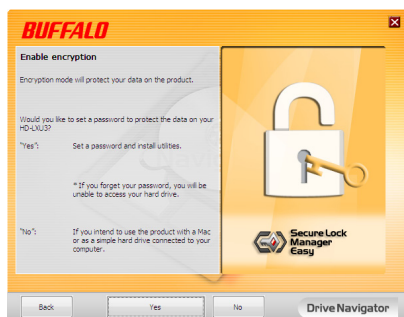 BUFFALO
Enable encryption
Encryption mode will protect your data on the product.
Would you like to set a password to protect the data on your
HD-LXU3?
"Yes": Set a password and install utilities.
* If you forget your password, you will be
unable to access your hard drive.
"No": If you intend to use the product with a Mac
or as a simple hard drive connected to your
computer.
Secure Lock
Manager
Easy
Back Yes No Drive Navigator